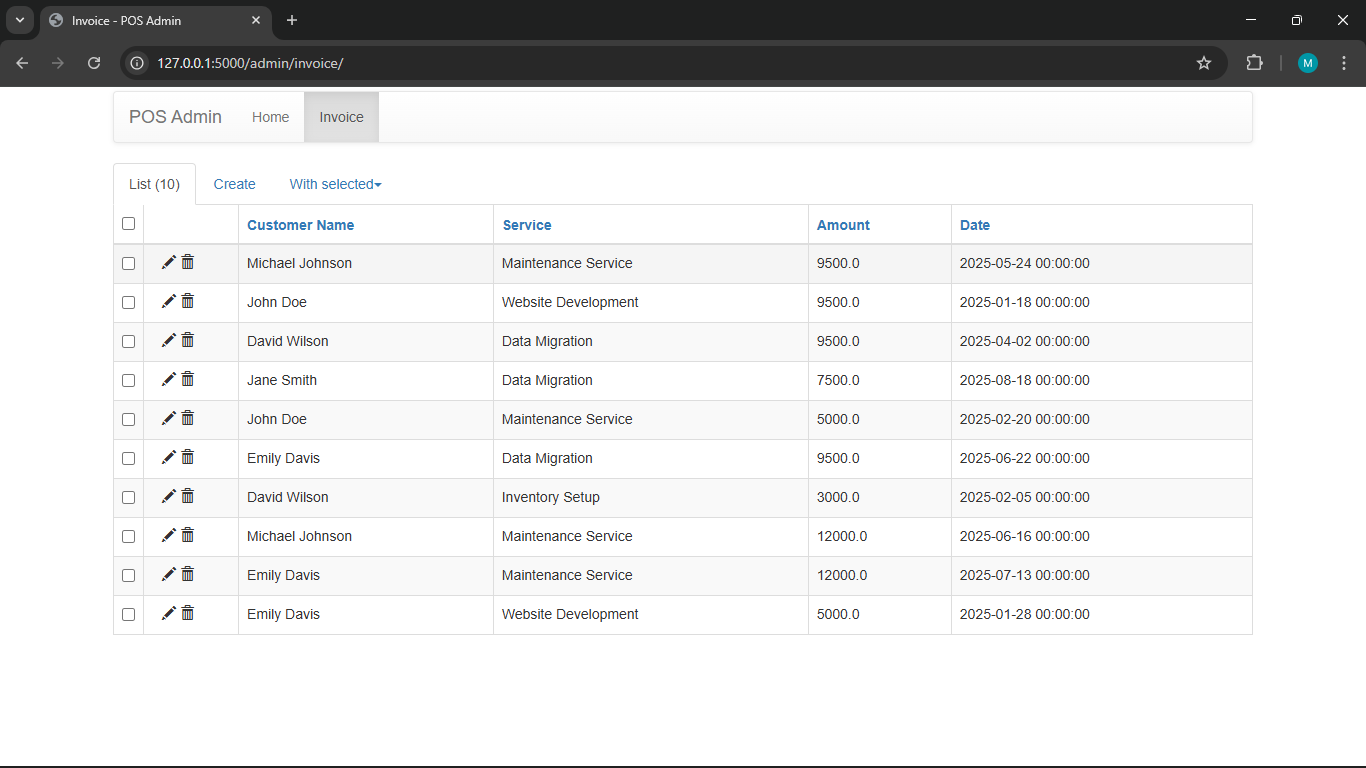 Invoice - POS Admin
127.0.0.1:5000/admin/invoice/
M
POS Admin Home Invoice
List (10) Create With selected
Customer Name Service Amount Date
Michael Johnson Maintenance Service 9500.0 2025-05-24 00:00:00
John Doe Website Development 9500.0 2025-01-18 00:00:00
David Wilson Data Migration 9500.0 2025-04-02 00:00:00
Jane Smith Data Migration 7500.0 2025-08-18 00:00:00
John Doe Maintenance Service 5000.0 2025-02-20 00:00:00
Emily Davis Data Migration 9500.0 2025-06-22 00:00:00
David Wilson Inventory Setup 3000.0 2025-02-05 00:00:00
Michael Johnson Maintenance Service 12000.0 2025-06-16 00:00:00
Emily Davis Maintenance Service 12000.0 2025-07-13 00:00:00
Emily Davis Website Development 5000.0 2025-01-28 00:00:00